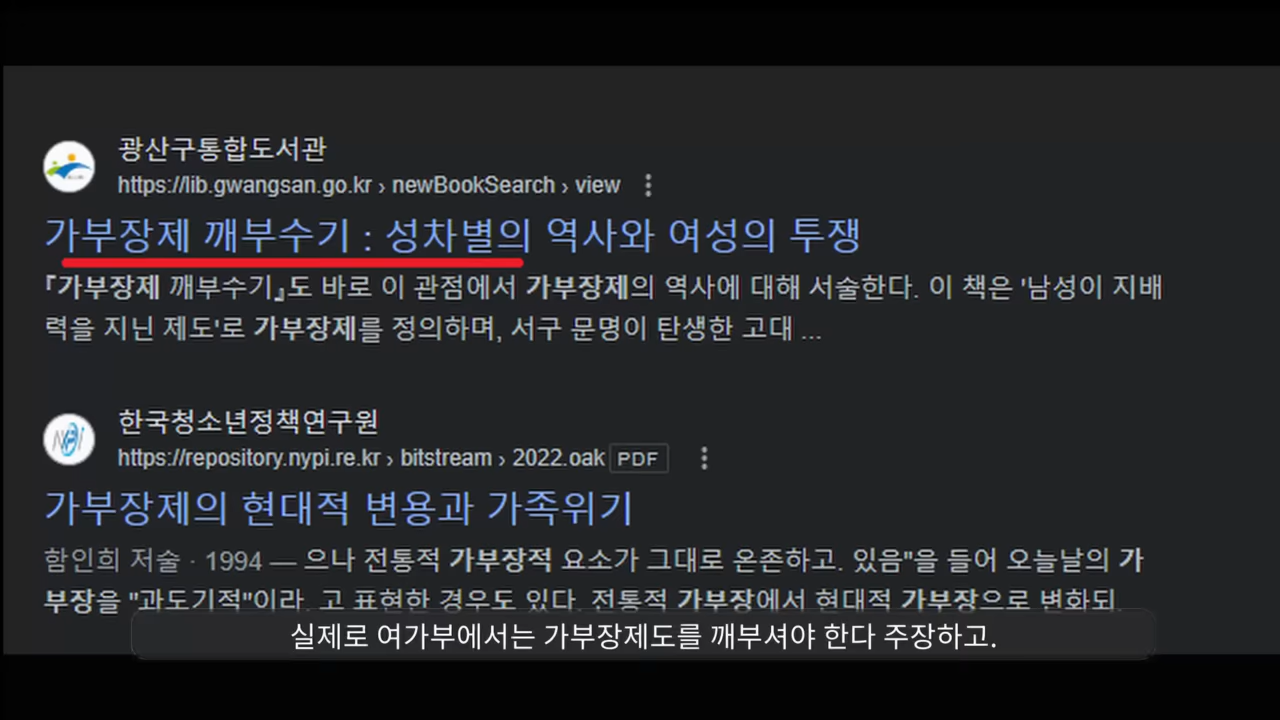 광산구통합도서관
https://lib.gwangsan.go.kr › newBookSearch › view
가부장제 깨부수기 : 성차별의 역사와 여성의 투쟁
『가부장제 깨부수기』도 바로 이 관점에서 가부장제의 역사에 대해 서술한다. 이 책은 '남성이 지배
력을 지닌 제도'로 가부장제를 정의하며, 서구 문명이 탄생한 고대 ...
한국청소년정책연구원
https://repository.nypi.re.kr › bitstream › 2022.oak PDF
가부장제의 현대적 변용과 가족위기
함인희 저술 · 1994 — 으나 전통적 가부장적 요소가 그대로 온존하고. 있음"을 들어 오늘날의 가
부장을 "과도기적"이라. 고 표현한 경우도 있다. 전통적 가부장에서 현대적 가부장으로 변화되.
실제로 여가부에서는 가부장제도를 깨부셔야 한다 주장하고.